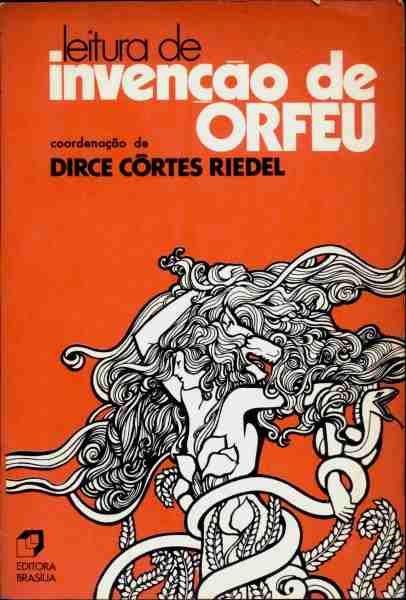 leitura de
invenção de
ORFEU
coordenação de
DIRCE CÔRTES RIEDEL
EDITORA
BRASÍLIA